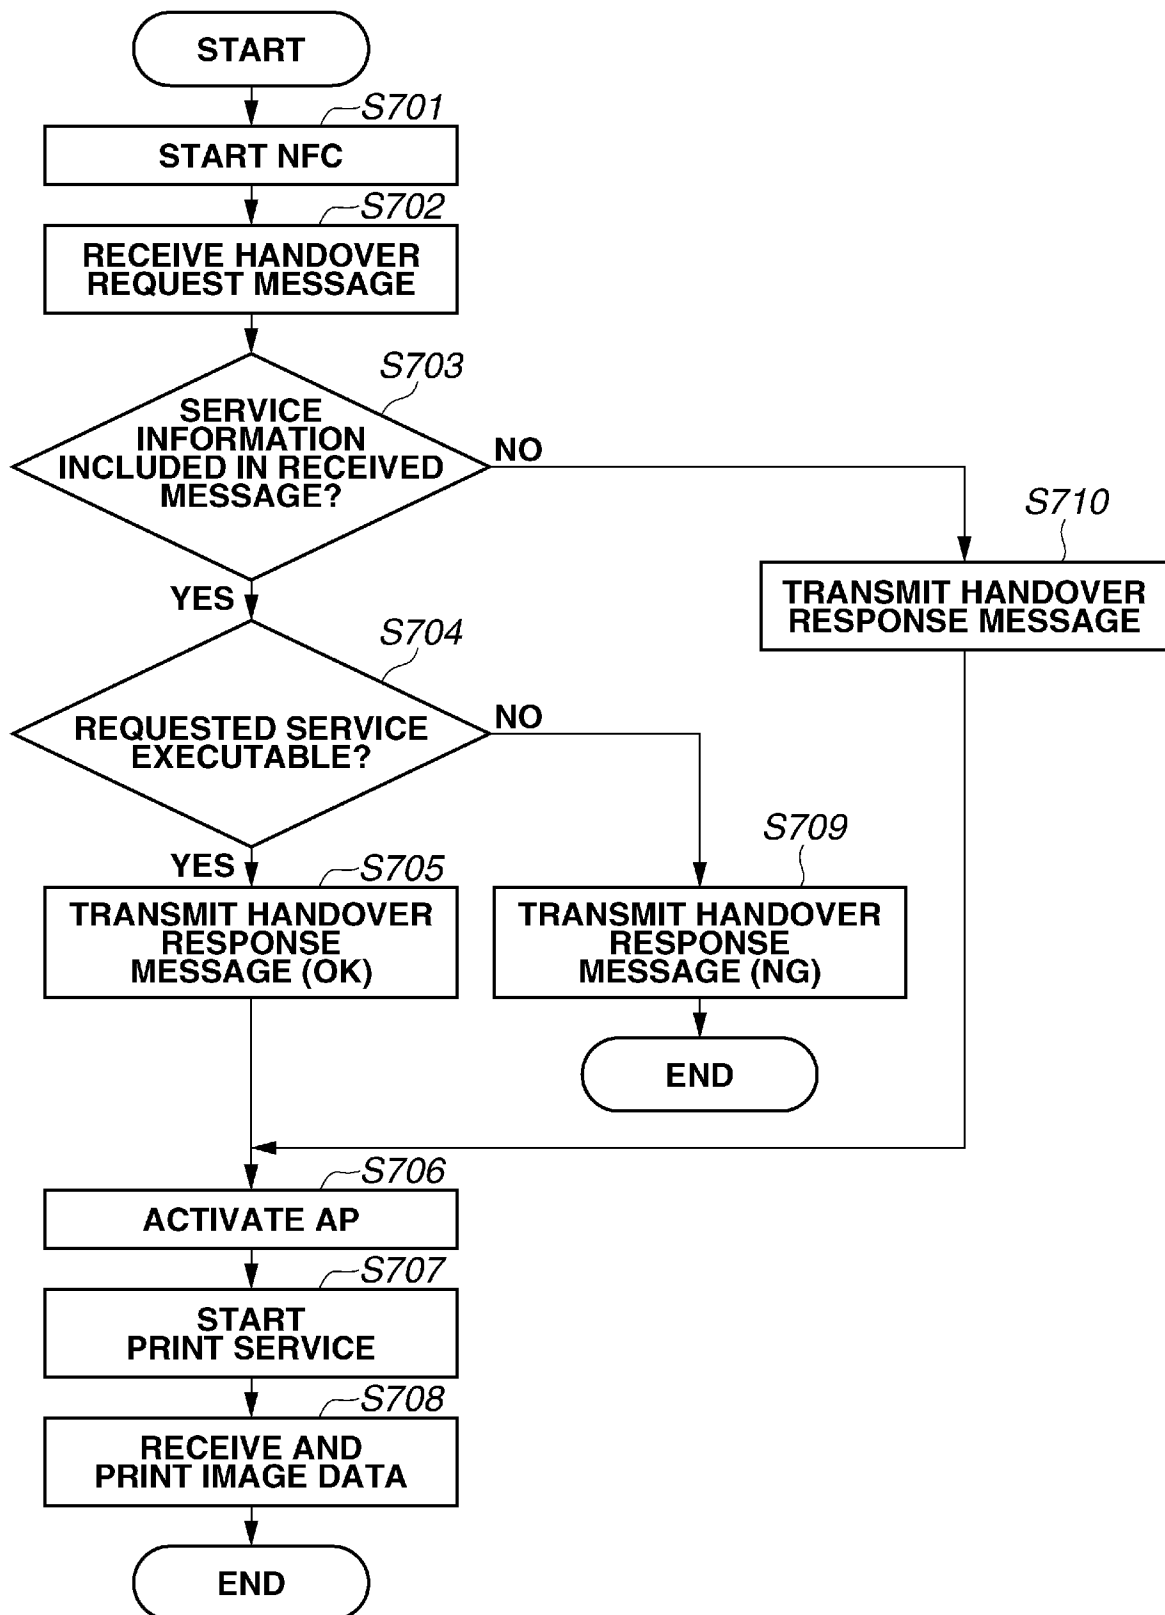 START
S701
START NFC
S702
RECEIVE HANDOVER
REQUEST MESSAGE
S703
SERVICE
INFORMATION
INCLUDED IN RECEIVED
MESSAGE?
NO
YES
S710
TRANSMIT HANDOVER
RESPONSE MESSAGE
S704
REQUESTED SERVICE
EXECUTABLE?
NO
YES
S705
TRANSMIT HANDOVER
RESPONSE
MESSAGE (OK)
S709
TRANSMIT HANDOVER
RESPONSE
MESSAGE (NG)
END
S706
ACTIVATE AP
S707
START
PRINT SERVICE
S708
RECEIVE AND
PRINT IMAGE DATA
END